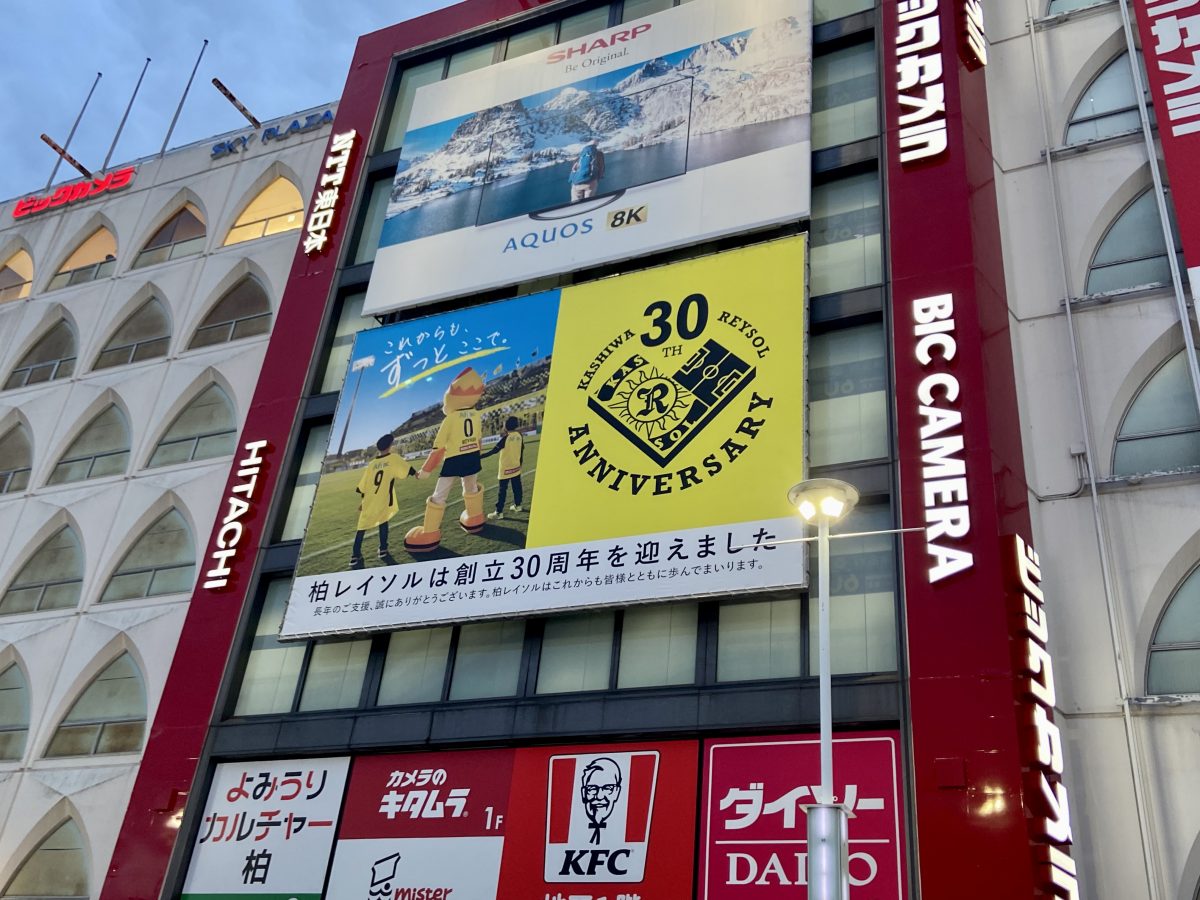 SKY PLAZA
ビックカメラ
NTT東日本
HITACHI
SHARP
Be Original.
AQUOS 8K
これからも、
ずっとここで。
9
0
KASHIWA 30TH REYSOL
KAS
R
SOL
ANNIVERSARY
柏レイソルは創立30周年を迎えました
長年のご支援、誠にありがとうございます。柏レイソルはこれからも皆様とともに歩んでまいります。
BIC CAMERA
よみうり
カルチャー
柏
カメラの
キタムラ
1F
mister
KFC
DAI